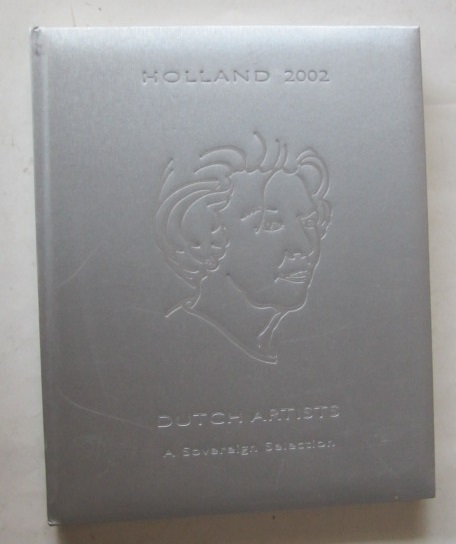 HOLLAND 2002
DUTCH ARTISTS
A Sovereign Selection